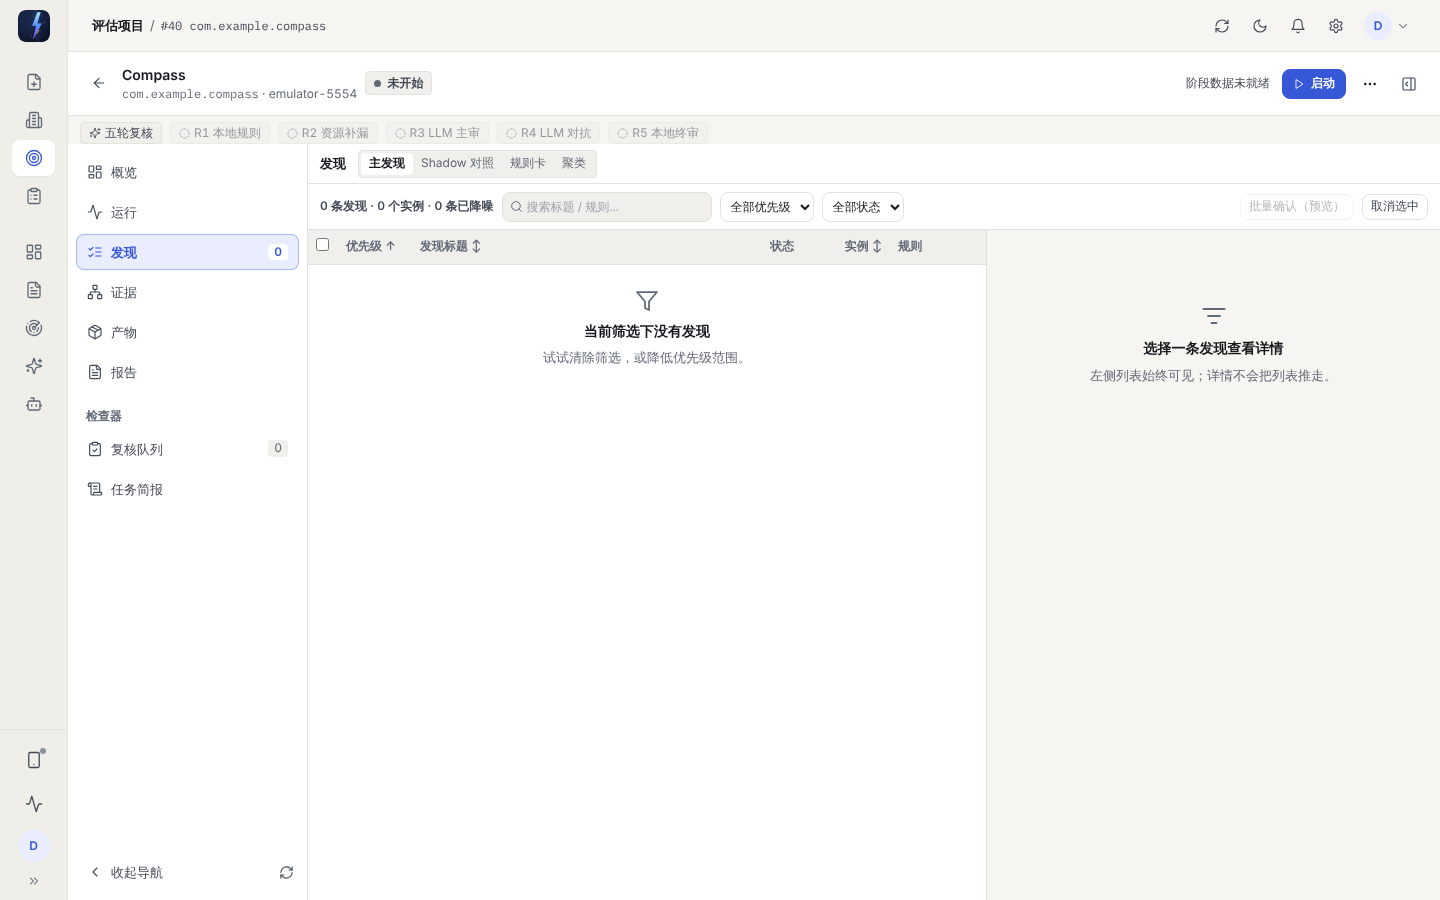 评估项目 / #40 com.example.compass
D
Compass
com.example.compass · emulator-5554
未开始
阶段数据未就绪
启动
五轮复核
R1 本地规则
R2 资源补漏
R3 LLM 主审
R4 LLM 对抗
R5 本地终审
概览
运行
发现 0
证据
产物
报告
检查器
复核队列 0
任务简报
收起导航
D
发现
主发现
Shadow 对照
规则卡
聚类
0 条发现 · 0 个实例 · 0 条已降噪
搜索标题 / 规则...
全部优先级
全部状态
批量确认（预览）
取消选中
优先级
发现标题
状态
实例
规则
当前筛选下没有发现
试试清除筛选，或降低优先级范围。
选择一条发现查看详情
左侧列表始终可见；详情不会把列表推走。